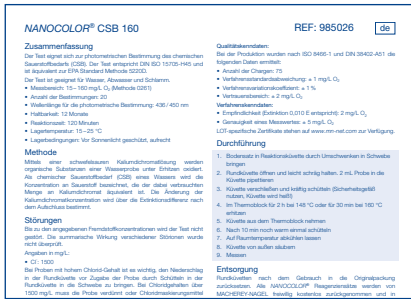 NANOCOLOR® CSB 160
REF: 985026
de
Zusammenfassung
Der Test eignet sich zur photometrischen Bestimmung des chemischen
Sauerstoffbedarfs (CSB). Der Test entspricht DIN ISO 15705-H45 und
ist äquivalent zur EPA Standard Methode 5220D.
Der Test ist geeignet für Wasser, Abwasser und Schlamm.
• Messbereich: 15–160 mg/L O₂ (Methode 0261)
• Anzahl der Bestimmungen: 20
• Wellenlänge für die photometrische Bestimmung: 436 / 450 nm
• Haltbarkeit: 12 Monate
• Reaktionszeit: 120 Minuten
• Lagertemperatur: 15–25 °C
• Lagerbedingungen: Vor Sonnenlicht geschützt, aufrecht
Methode
Mittels einer schwefelsauren Kaliumdichromatlösung werden
organische Substanzen einer Wasserprobe unter Erhitzen oxidiert.
Als chemischer Sauerstoffbedarf (CSB) eines Wassers wird die
Konzentration an Sauerstoff bezeichnet, die der dabei verbrauchten
Menge an Kaliumdichromat äquivalent ist. Die Änderung der
Kaliumdichromatkonzentration wird über die Extinktionsdifferenz nach
dem Aufschluss bestimmt.
Störungen
Bis zu den angegebenen Fremdstoffkonzentrationen wird der Test nicht
gestört. Die summarische Wirkung verschiedener Störionen wurde
nicht überprüft.
Angaben in mg/L:
• Cl⁻: 1500
Bei Proben mit hohem Chlorid-Gehalt ist es wichtig, den Niederschlag
in der Rundküvette vor Zugabe der Probe durch Schütteln in der
Rundküvette in die Schwebe zu bringen. Bei Chloridgehalten über
1500 mg/L muss die Probe verdünnt oder Chloridmaskierungsmittel
Qualitätskenndaten:
Bei der Produktion wurden nach ISO 8466-1 und DIN 38402-A51 die
folgenden Daten ermittelt:
• Anzahl der Chargen: 75
• Verfahrensstandardabweichung: ± 1 mg/L O₂
• Verfahrensvariationskoeffizient: ± 1 %
• Vertrauensbereich: ± 2 mg/L O₂
Verfahrenskenndaten:
• Empfindlichkeit (Extinktion 0,010 E entspricht): 2 mg/L O₂
• Genauigkeit eines Messwertes: ± 5 mg/L O₂
LOT-spezifische Zertifikate stehen auf www.mn-net.com zur Verfügung.
Durchführung
1. Bodensatz in Reaktionsküvette durch Umschwenken in Schwebe
bringen
2. Rundküvette öffnen und leicht schräg halten. 2 mL Probe in die
Küvette pipettieren
3. Küvette verschließen und kräftig schütteln (Sicherheitsgefäß
nutzen, Küvette wird heiß!)
4. Im Thermoblock für 2 h bei 148 °C oder für 30 min bei 160 °C
erhitzen
5. Küvette aus dem Thermoblock nehmen
6. Nach 10 min noch warm einmal schütteln
7. Auf Raumtemperatur abkühlen lassen
8. Küvette von außen säubern
9. Messen
Entsorgung
Rundküvetten nach dem Gebrauch in die Originalpackung
zurücksetzen. Alle NANOCOLOR® Reagenziensätze werden von
MACHEREY-NAGEL freiwillig kostenlos zurückgenommen und in